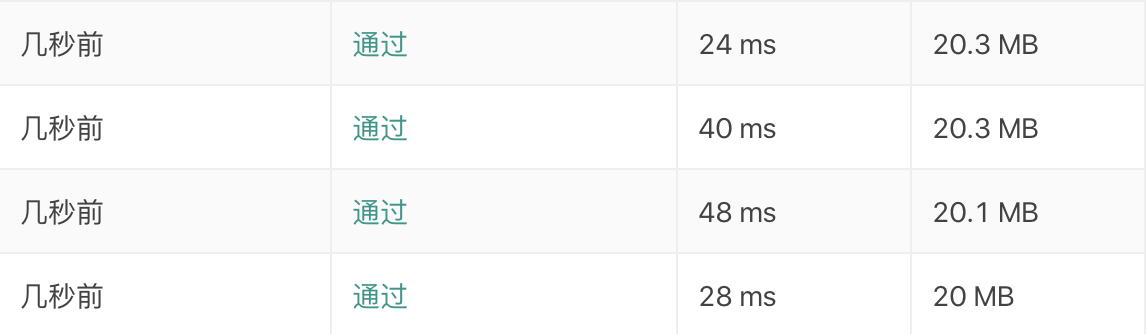 几秒前 通过 24 ms 20.3 MB
几秒前 通过 40 ms 20.3 MB
几秒前 通过 48 ms 20.1 MB
几秒前 通过 28 ms 20 MB